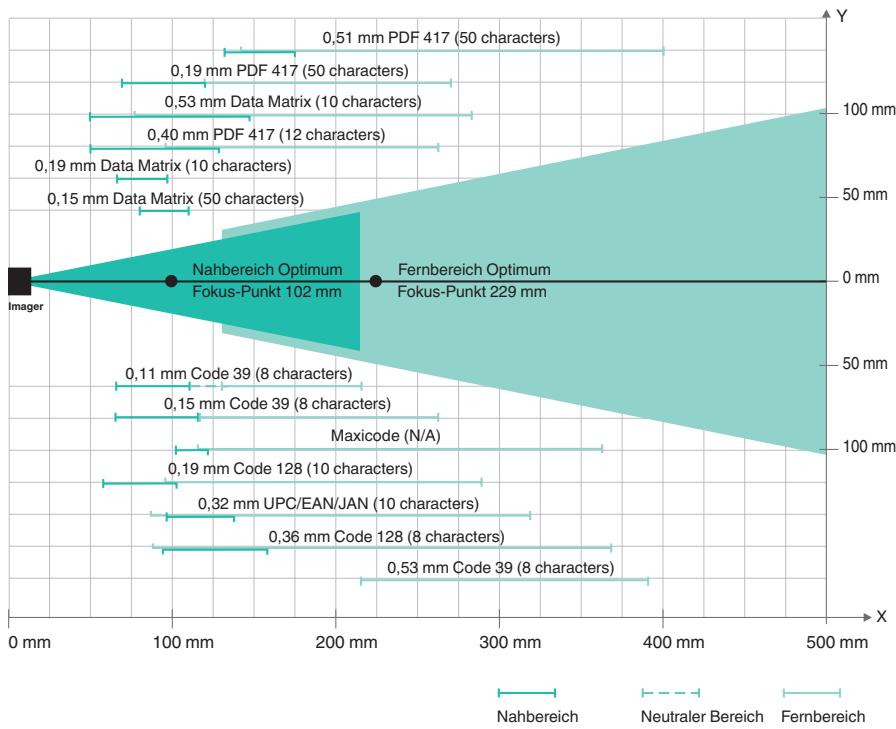 Y
0,51 mm PDF 417 (50 characters)
0,19 mm PDF 417 (50 characters)
0,53 mm Data Matrix (10 characters)
100 mm
0,40 mm PDF 417 (12 characters)
0,19 mm Data Matrix (10 characters)
0,15 mm Data Matrix (50 characters)
50 mm
Nahbereich Optimum
Fokus-Punkt 102 mm
Fernbereich Optimum
Fokus-Punkt 229 mm
0 mm
Imager
50 mm
0,11 mm Code 39 (8 characters)
0,15 mm Code 39 (8 characters)
Maxicode (N/A)
100 mm
0,19 mm Code 128 (10 characters)
0,32 mm UPC/EAN/JAN (10 characters)
0,36 mm Code 128 (8 characters)
0,53 mm Code 39 (8 characters)
X
0 mm
100 mm
200 mm
300 mm
400 mm
500 mm
Nahbereich
Neutraler Bereich
Fernbereich